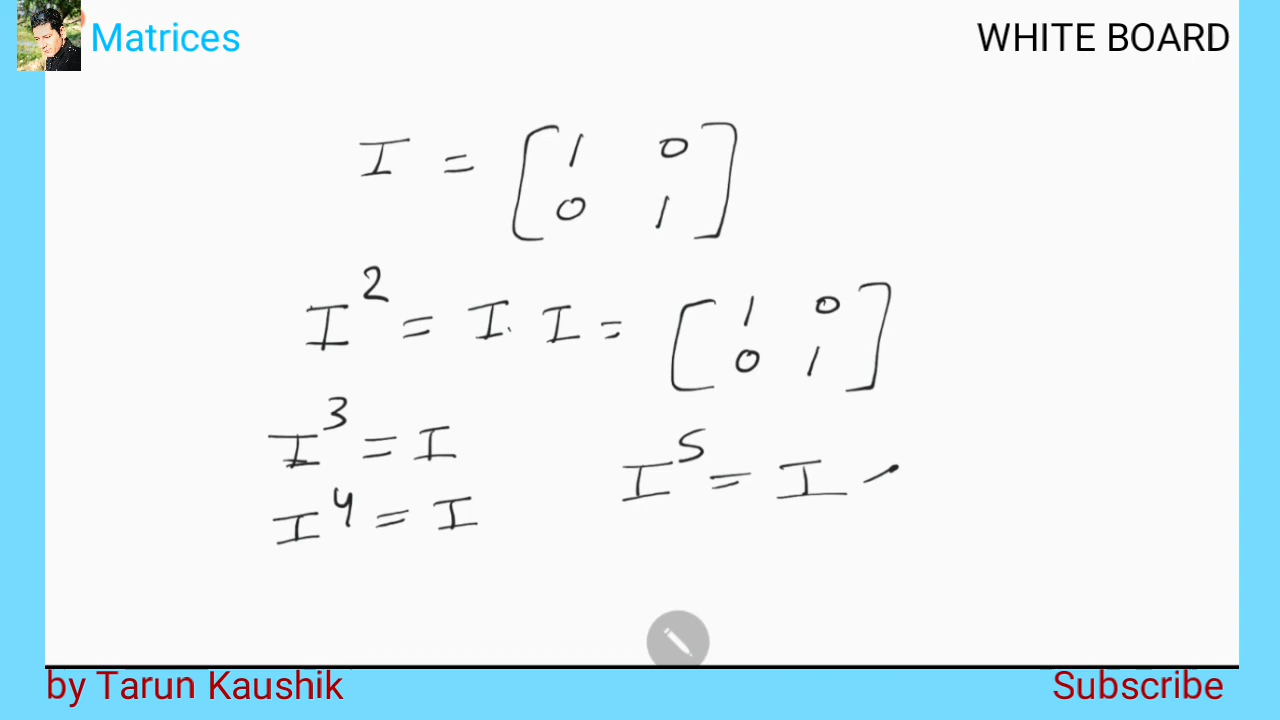 Matrices
WHITE BOARD
I = [1 0
0 1]
I² = I. I = [1 0
0 1]
I³ = I
I⁵ = I
I⁴ = I
by Tarun Kaushik
Subscribe